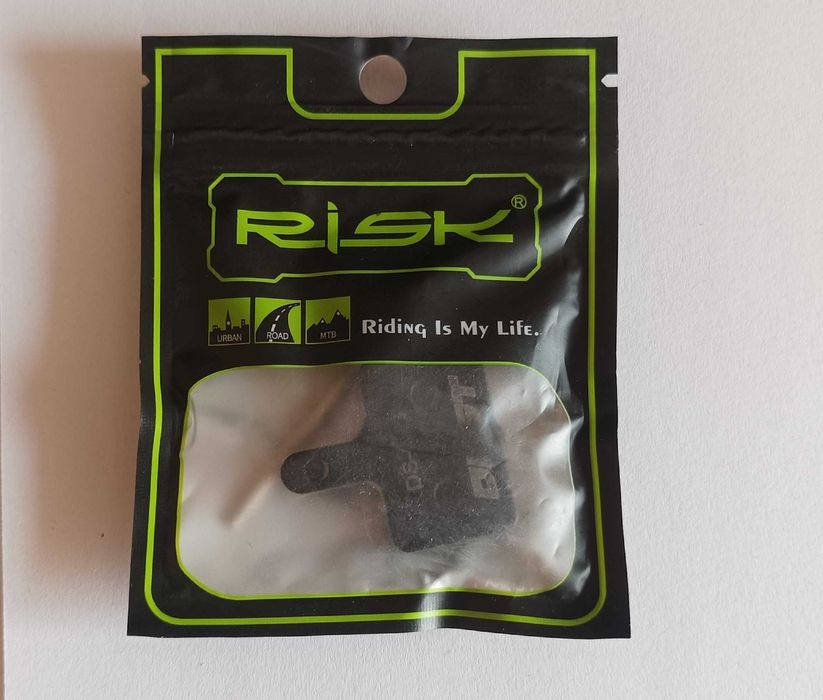 RiSK®
URBAN ROAD MTB
Riding Is My Life.